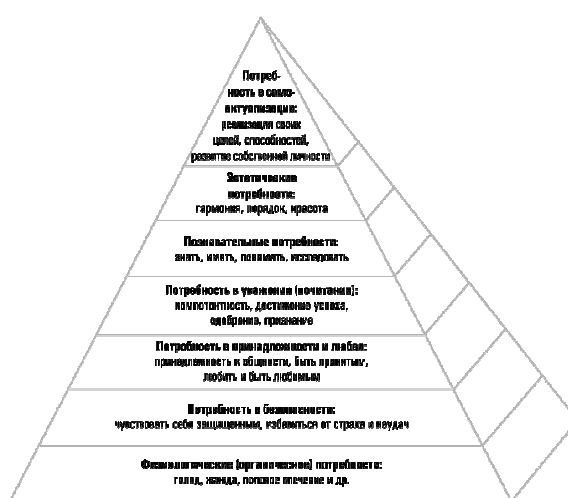 Потреб-
ность в само-
актуализации:
реализация своих
целей, способностей,
развитие собственной личности
Эстетические
потребности:
гармония, порядок, красота
Познавательные потребности:
знать, уметь, понимать, исследовать
Потребность в уважении (почитании):
компетентность, достижение успеха,
одобрение, признание
Потребность в принадлежности и любви:
принадлежность к общности, быть принятым,
любить и быть любимым
Потребность в безопасности:
чувствовать себя защищенным, избавиться от страха и неудач
Физиологические (органические) потребности:
голод, жажда, половое влечение и др.